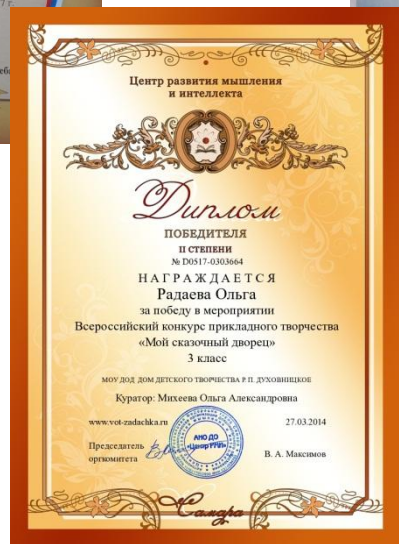 Центр развития мышления
и интеллекта
Диплом
ПОБЕДИТЕЛЯ
II СТЕПЕНИ
№ D0517-0303664
НАГРАЖДАЕТСЯ
Радаева Ольга
за победу в мероприятии
Всероссийский конкурс прикладного творчества
«Мой сказочный дворец»
3 класс
МОУ ДОД ДОМ ДЕТСКОГО ТВОРЧЕСТВА Р.П. ДУХОВНИЦКОЕ
Куратор: Михеева Ольга Александровна
www.vot-zadachka.ru 27.03.2014
Председатель
оргкомитета
АНО ДО
В. А. Максимов
Самара